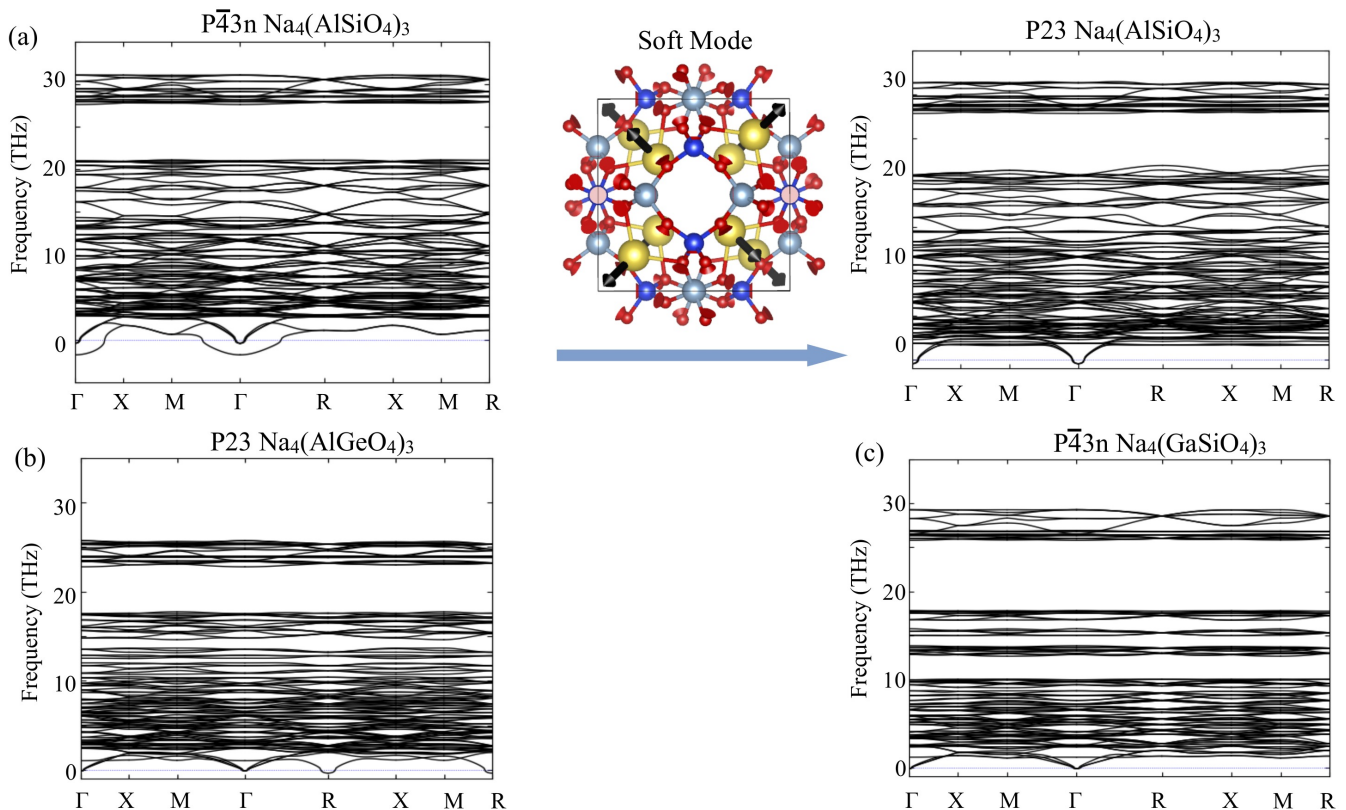 (a)
P4̅3n Na₄(AlSiO₄)₃
Frequency (THz)
30
20
10
0
Γ X M Γ R X M R
Soft Mode
P23 Na₄(AlSiO₄)₃
Frequency (THz)
30
20
10
0
Γ X M Γ R X M R
(b)
P23 Na₄(AlGeO₄)₃
Frequency (THz)
30
20
10
0
Γ X M Γ R X M R
(c)
P4̅3n Na₄(GaSiO₄)₃
Frequency (THz)
30
20
10
0
Γ X M Γ R X M R